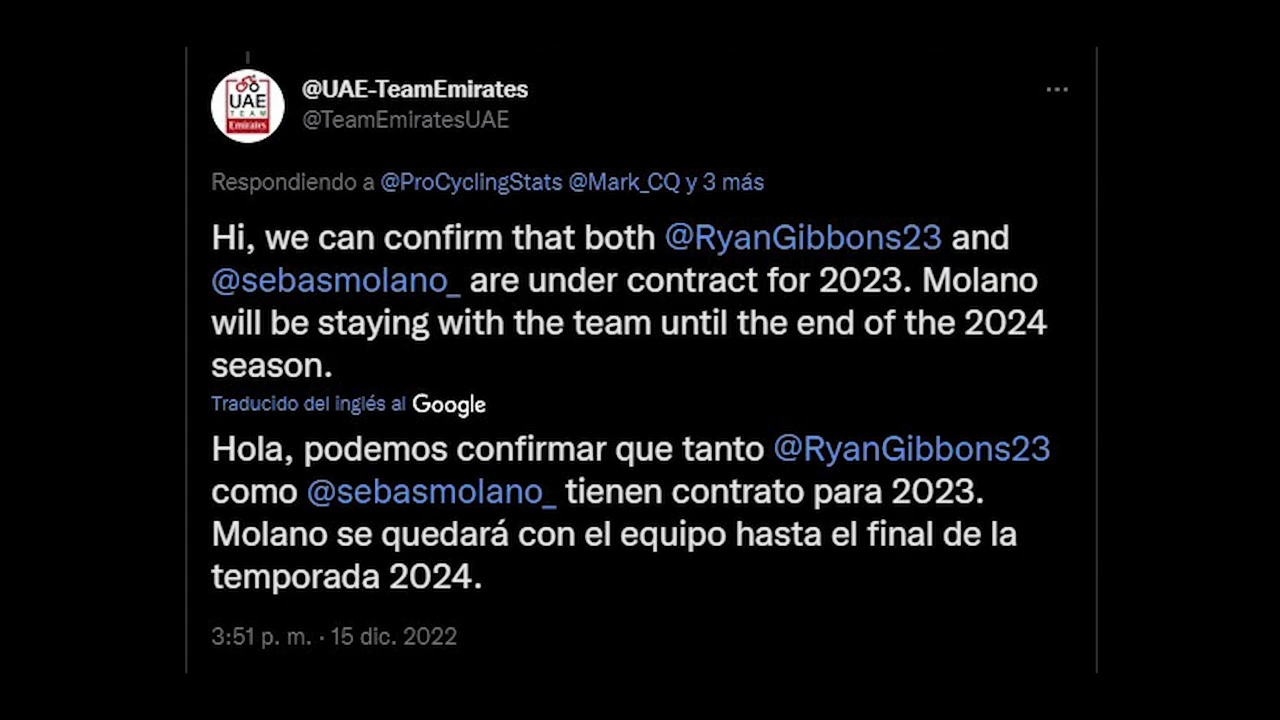 UAE
TEAM
Emirates
@UAE-TeamEmirates
@TeamEmiratesUAE
Respondiendo a @ProCyclingStats @Mark_CQ y 3 más
Hi, we can confirm that both @RyanGibbons23 and
@sebasmolano_ are under contract for 2023. Molano
will be staying with the team until the end of the 2024
season.
Traducido del inglés al Google
Hola, podemos confirmar que tanto @RyanGibbons23
como @sebasmolano_ tienen contrato para 2023.
Molano se quedará con el equipo hasta el final de la
temporada 2024.
3:51 p. m. · 15 dic. 2022